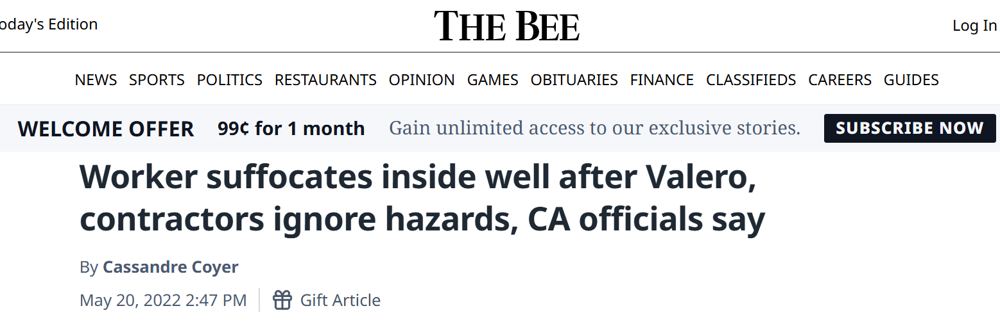 oday's Edition
THE BEE
Log In
NEWS SPORTS POLITICS RESTAURANTS OPINION GAMES OBITUARIES FINANCE CLASSIFIEDS CAREERS GUIDES
WELCOME OFFER 99¢ for 1 month Gain unlimited access to our exclusive stories. SUBSCRIBE NOW
Worker suffocates inside well after Valero,
contractors ignore hazards, CA officials say
By Cassandre Coyer
May 20, 2022 2:47 PM Gift Article